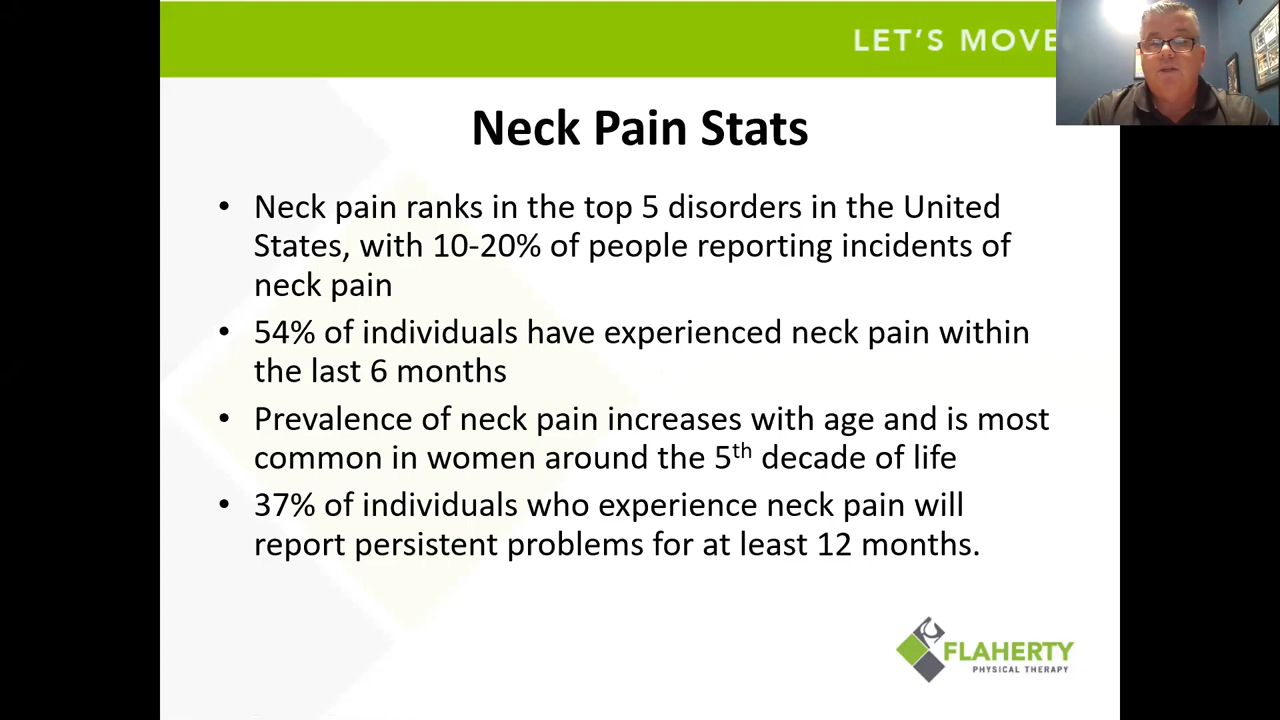 LET'S MOVE
Neck Pain Stats
• Neck pain ranks in the top 5 disorders in the United
States, with 10-20% of people reporting incidents of
neck pain
• 54% of individuals have experienced neck pain within
the last 6 months
• Prevalence of neck pain increases with age and is most
common in women around the 5th decade of life
• 37% of individuals who experience neck pain will
report persistent problems for at least 12 months.
FLAHERTY
PHYSICAL THERAPY